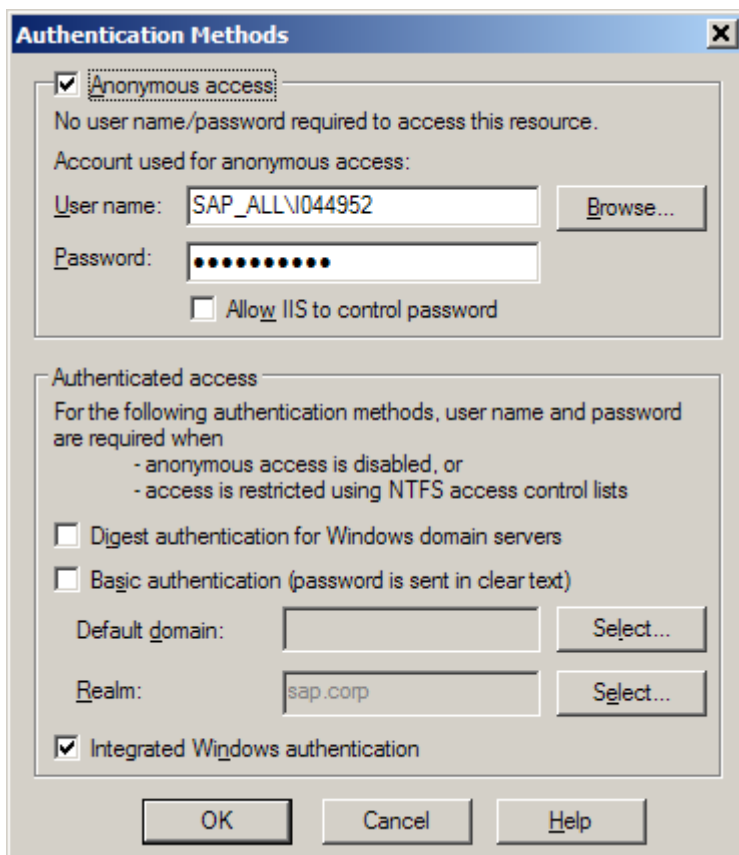 Authentication Methods
Anonymous access
No user name/password required to access this resource.
Account used for anonymous access:
User name: SAP_ALL\I044952 Browse...
Password: ●●●●●●●●●●
Allow IIS to control password
Authenticated access
For the following authentication methods, user name and password
are required when
- anonymous access is disabled, or
- access is restricted using NTFS access control lists
Digest authentication for Windows domain servers
Basic authentication (password is sent in clear text)
Default domain: Select...
Realm: sap.corp Select...
Integrated Windows authentication
OK Cancel Help